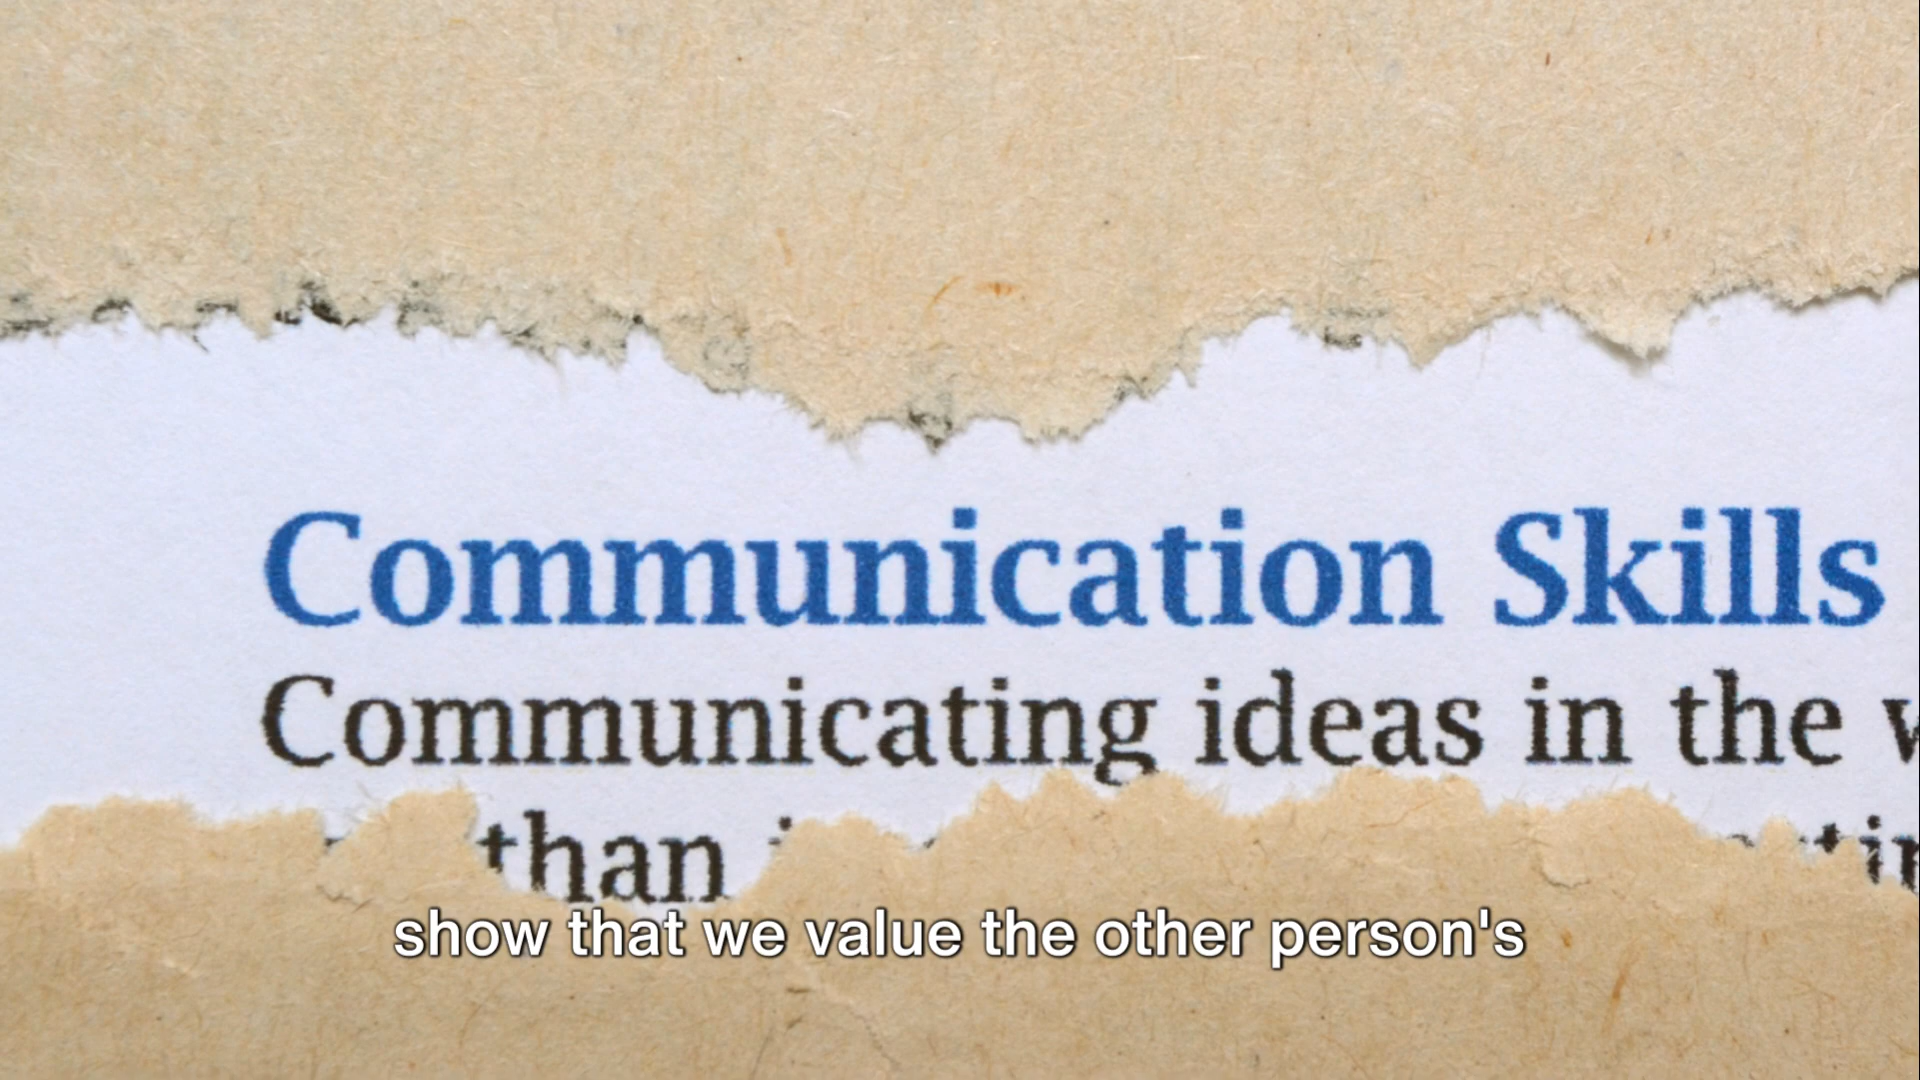 Communication Skills
Communicating ideas in the
than
show that we value the other person's